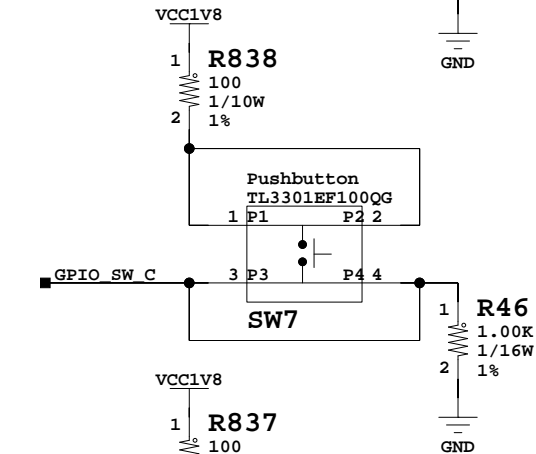 VCC1V8
GND
1 R838
100
1/10W
2 1%
Pushbutton
TL3301EF100QG
1 P1 P2 2
GPIO_SW_C 3 P3 P4 4
SW7
1 R46
1.00K
1/16W
2 1%
VCC1V8
1 R837
100
GND